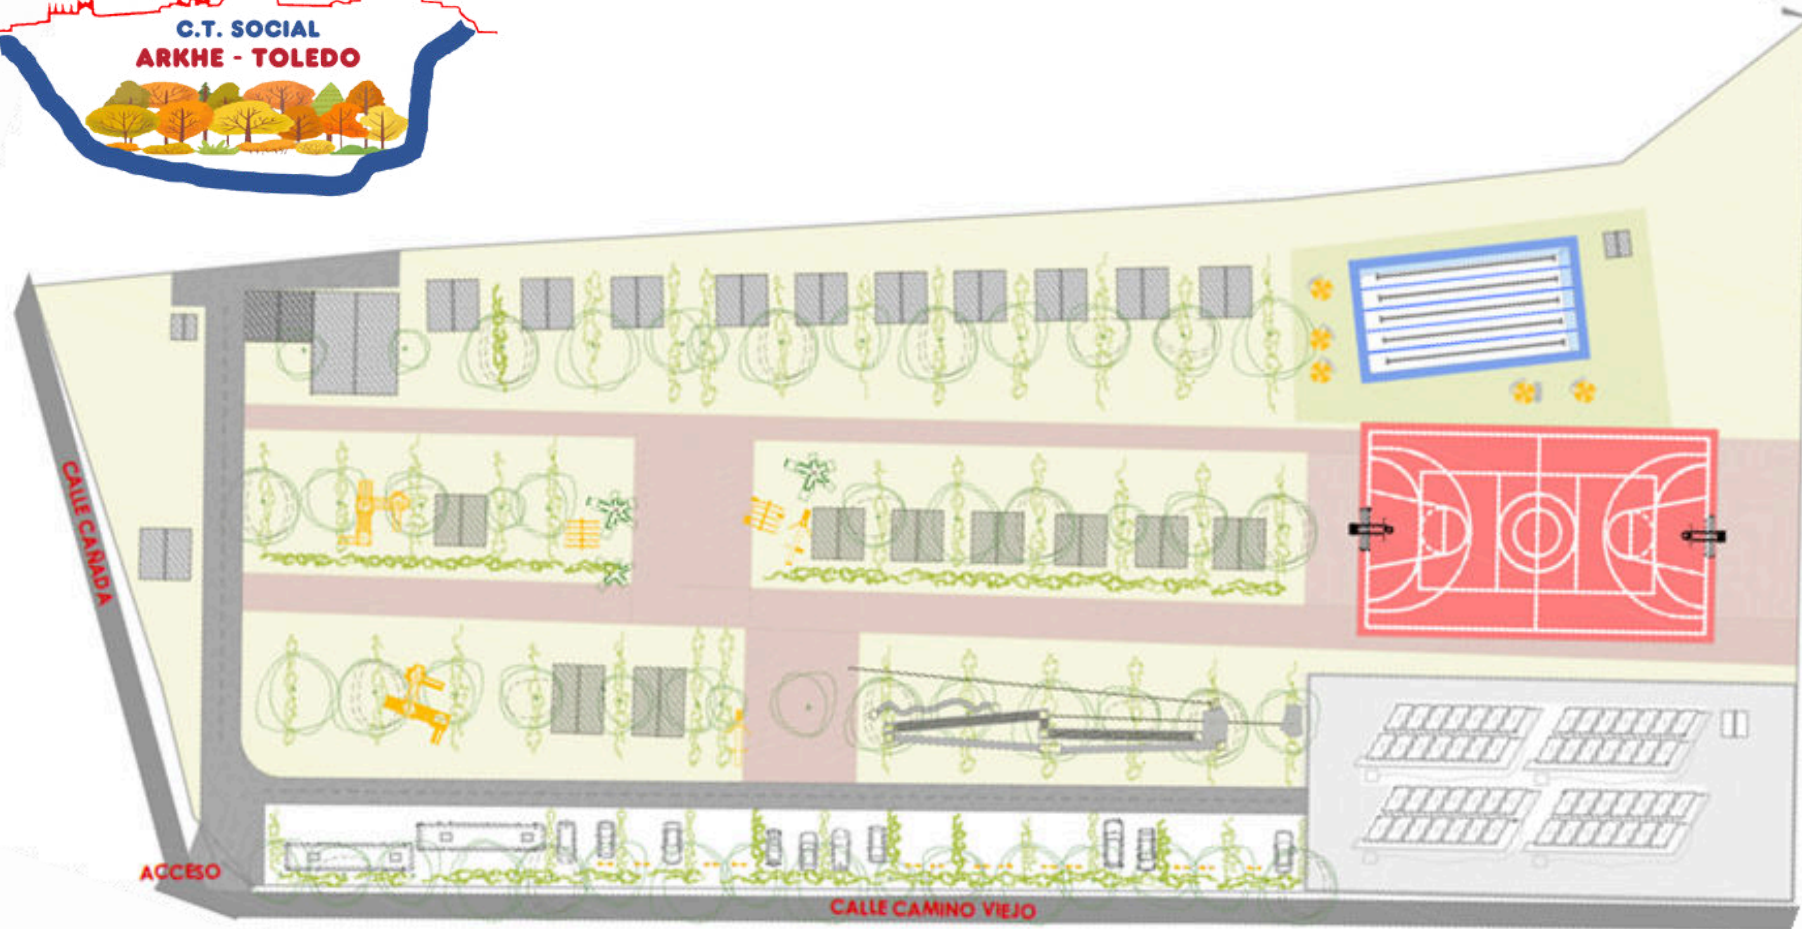 C.T. SOCIAL
ARKHE - TOLEDO
CALLE CAÑADA
ACCESO
CALLE CAMINO VIEJO